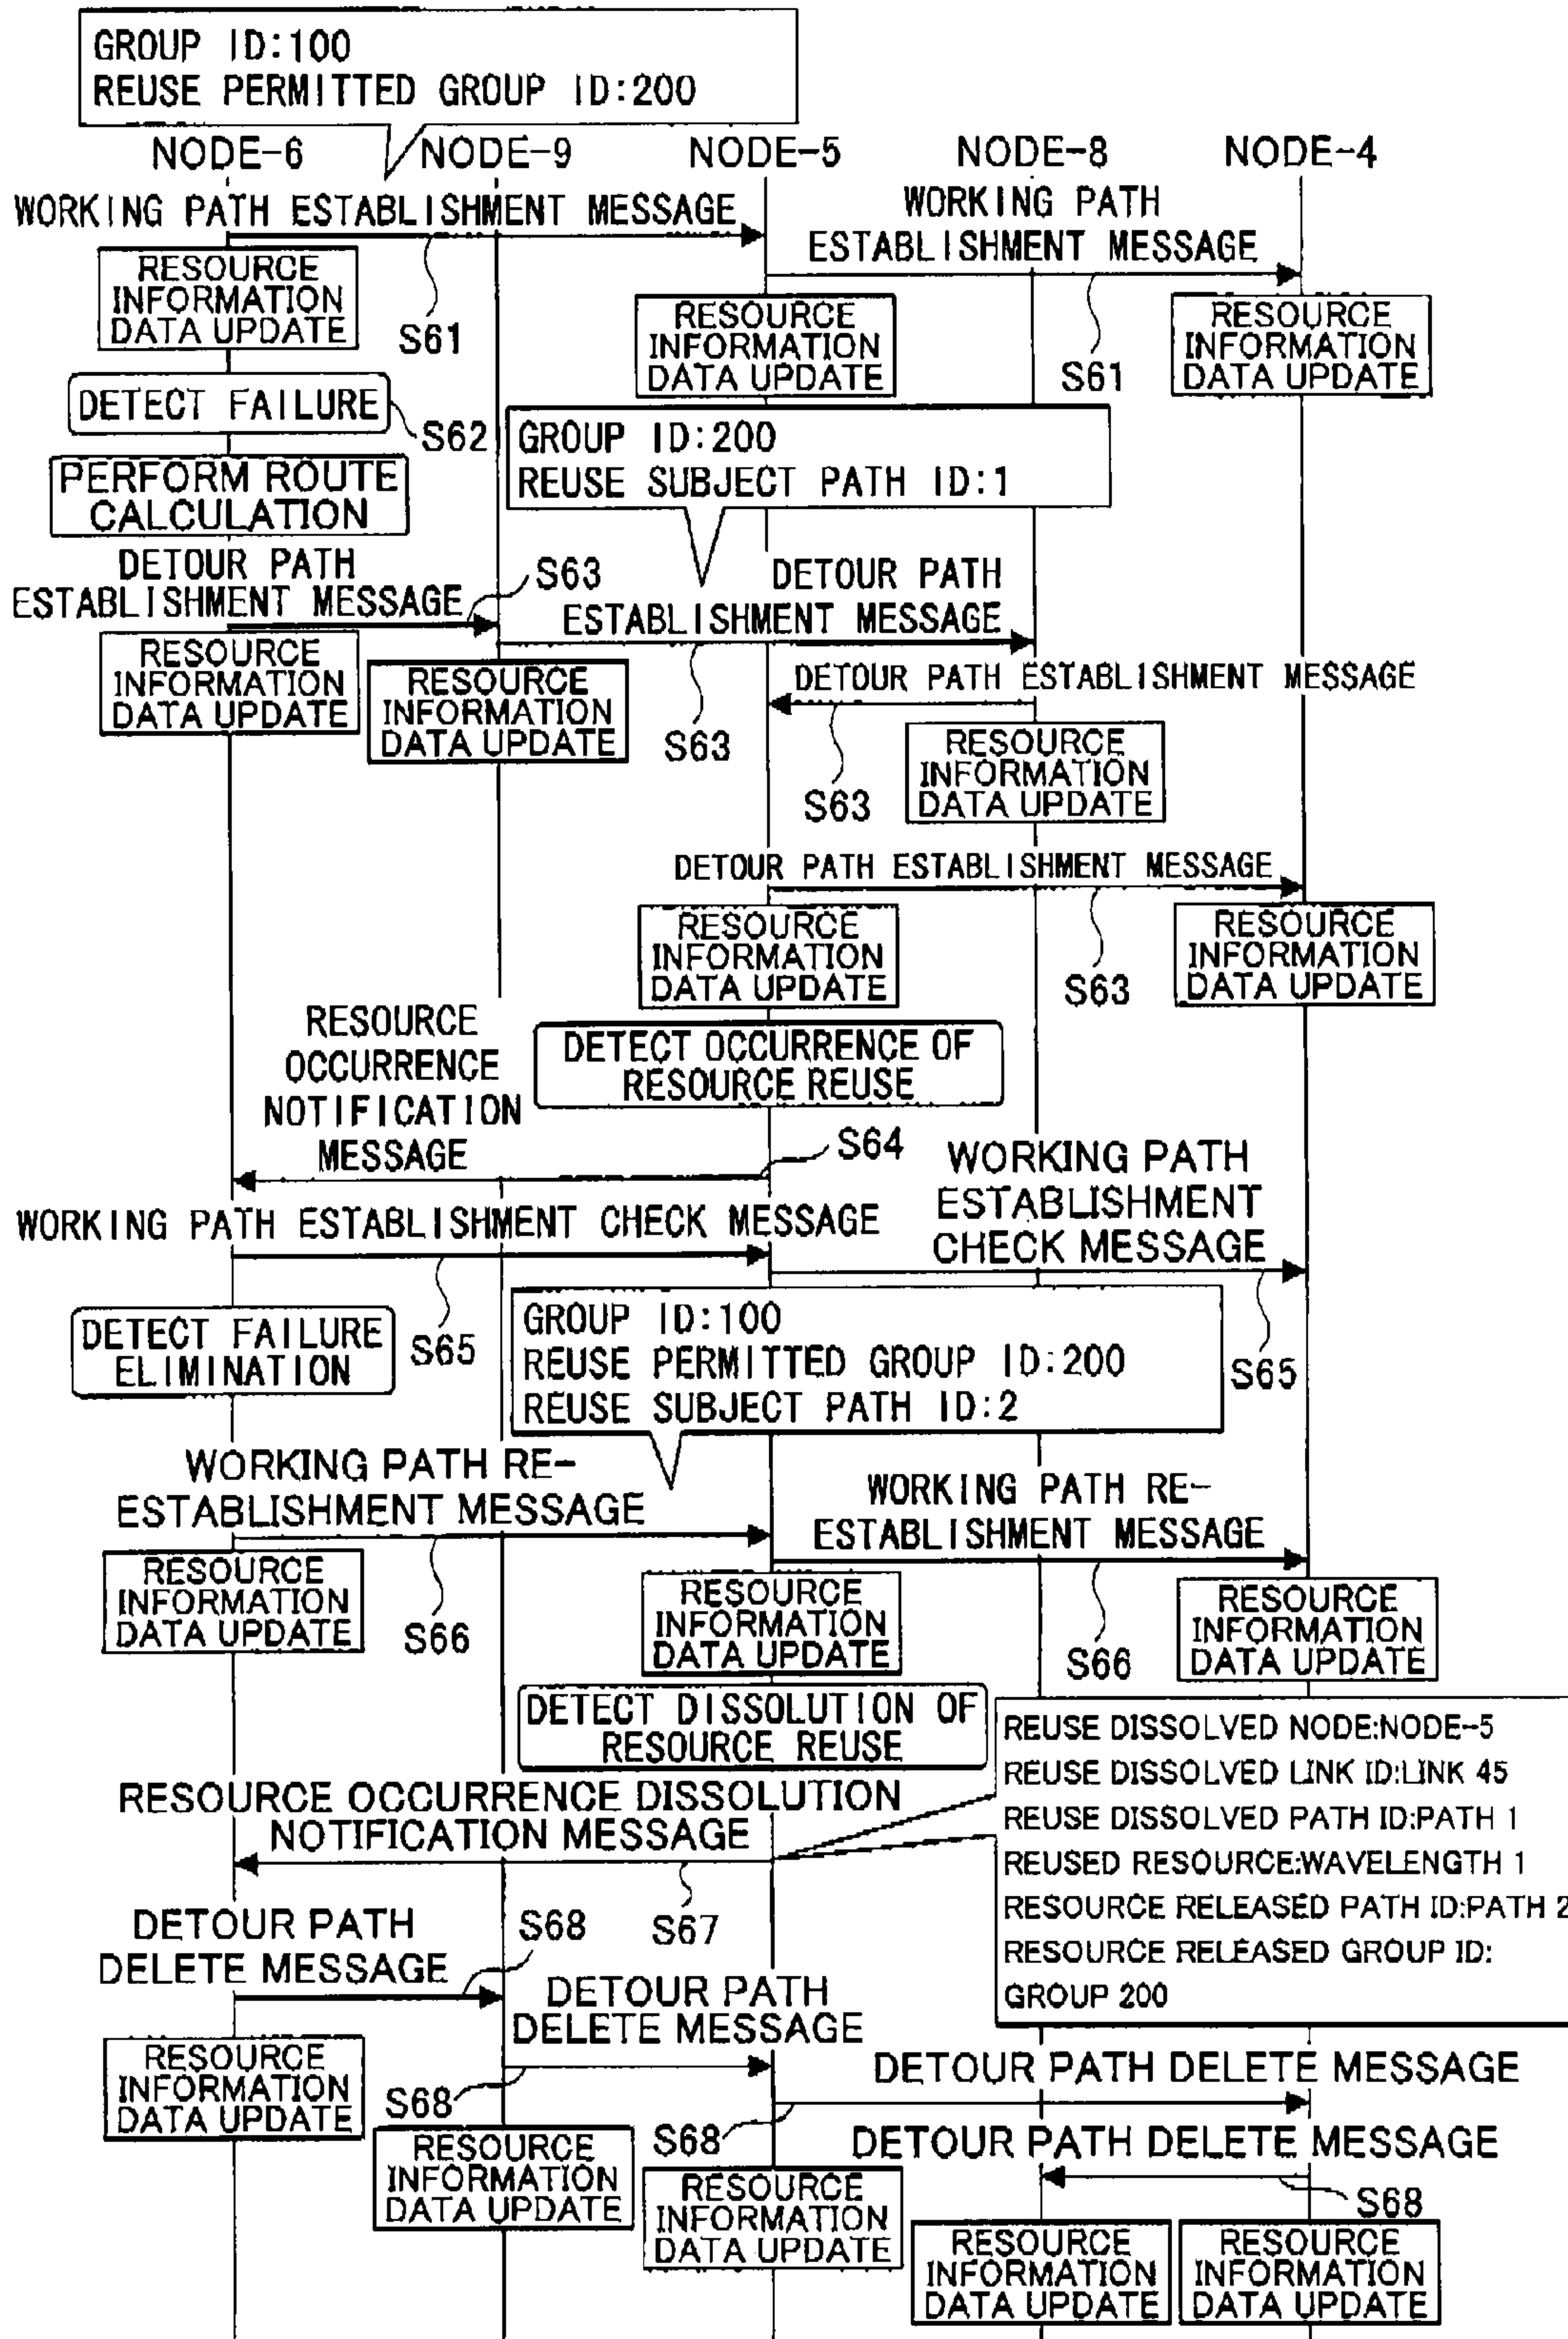 GROUP ID:100
REUSE PERMITTED GROUP ID:200
NODE-6
NODE-9
NODE-5
NODE-8
NODE-4
WORKING PATH ESTABLISHMENT MESSAGE
WORKING PATH
ESTABLISHMENT MESSAGE
RESOURCE
INFORMATION
DATA UPDATE
S61
RESOURCE
INFORMATION
DATA UPDATE
S61
RESOURCE
INFORMATION
DATA UPDATE
DETECT FAILURE
S62
GROUP ID:200
REUSE SUBJECT PATH ID:1
PERFORM ROUTE
CALCULATION
DETOUR PATH
ESTABLISHMENT MESSAGE
S63
DETOUR PATH
ESTABLISHMENT MESSAGE
RESOURCE
INFORMATION
DATA UPDATE
RESOURCE
INFORMATION
DATA UPDATE
S63
DETOUR PATH ESTABLISHMENT MESSAGE
S63
RESOURCE
INFORMATION
DATA UPDATE
DETOUR PATH ESTABLISHMENT MESSAGE
RESOURCE
INFORMATION
DATA UPDATE
S63
RESOURCE
INFORMATION
DATA UPDATE
RESOURCE
OCCURRENCE
NOTIFICATION
MESSAGE
DETECT OCCURRENCE OF
RESOURCE REUSE
S64
WORKING PATH ESTABLISHMENT CHECK MESSAGE
WORKING PATH
ESTABLISHMENT
CHECK MESSAGE
S65
S65
DETECT FAILURE
ELIMINATION
GROUP ID:100
REUSE PERMITTED GROUP ID:200
REUSE SUBJECT PATH ID:2
WORKING PATH RE-
ESTABLISHMENT MESSAGE
WORKING PATH RE-
ESTABLISHMENT MESSAGE
RESOURCE
INFORMATION
DATA UPDATE
S66
RESOURCE
INFORMATION
DATA UPDATE
S66
RESOURCE
INFORMATION
DATA UPDATE
DETECT DISSOLUTION OF
RESOURCE REUSE
REUSE DISSOLVED NODE:NODE-5
REUSE DISSOLVED LINK ID:LINK 45
REUSE DISSOLVED PATH ID:PATH 1
REUSED RESOURCE:WAVELENGTH 1
RESOURCE RELEASED PATH ID:PATH 2
RESOURCE RELEASED GROUP ID:
GROUP 200
RESOURCE OCCURRENCE DISSOLUTION
NOTIFICATION MESSAGE
S67
DETOUR PATH
DELETE MESSAGE
S68
DETOUR PATH
DELETE MESSAGE
RESOURCE
INFORMATION
DATA UPDATE
S68
DETOUR PATH DELETE MESSAGE
S68
DETOUR PATH DELETE MESSAGE
S68
RESOURCE
INFORMATION
DATA UPDATE
RESOURCE
INFORMATION
DATA UPDATE
RESOURCE
INFORMATION
DATA UPDATE
RESOURCE
INFORMATION
DATA UPDATE